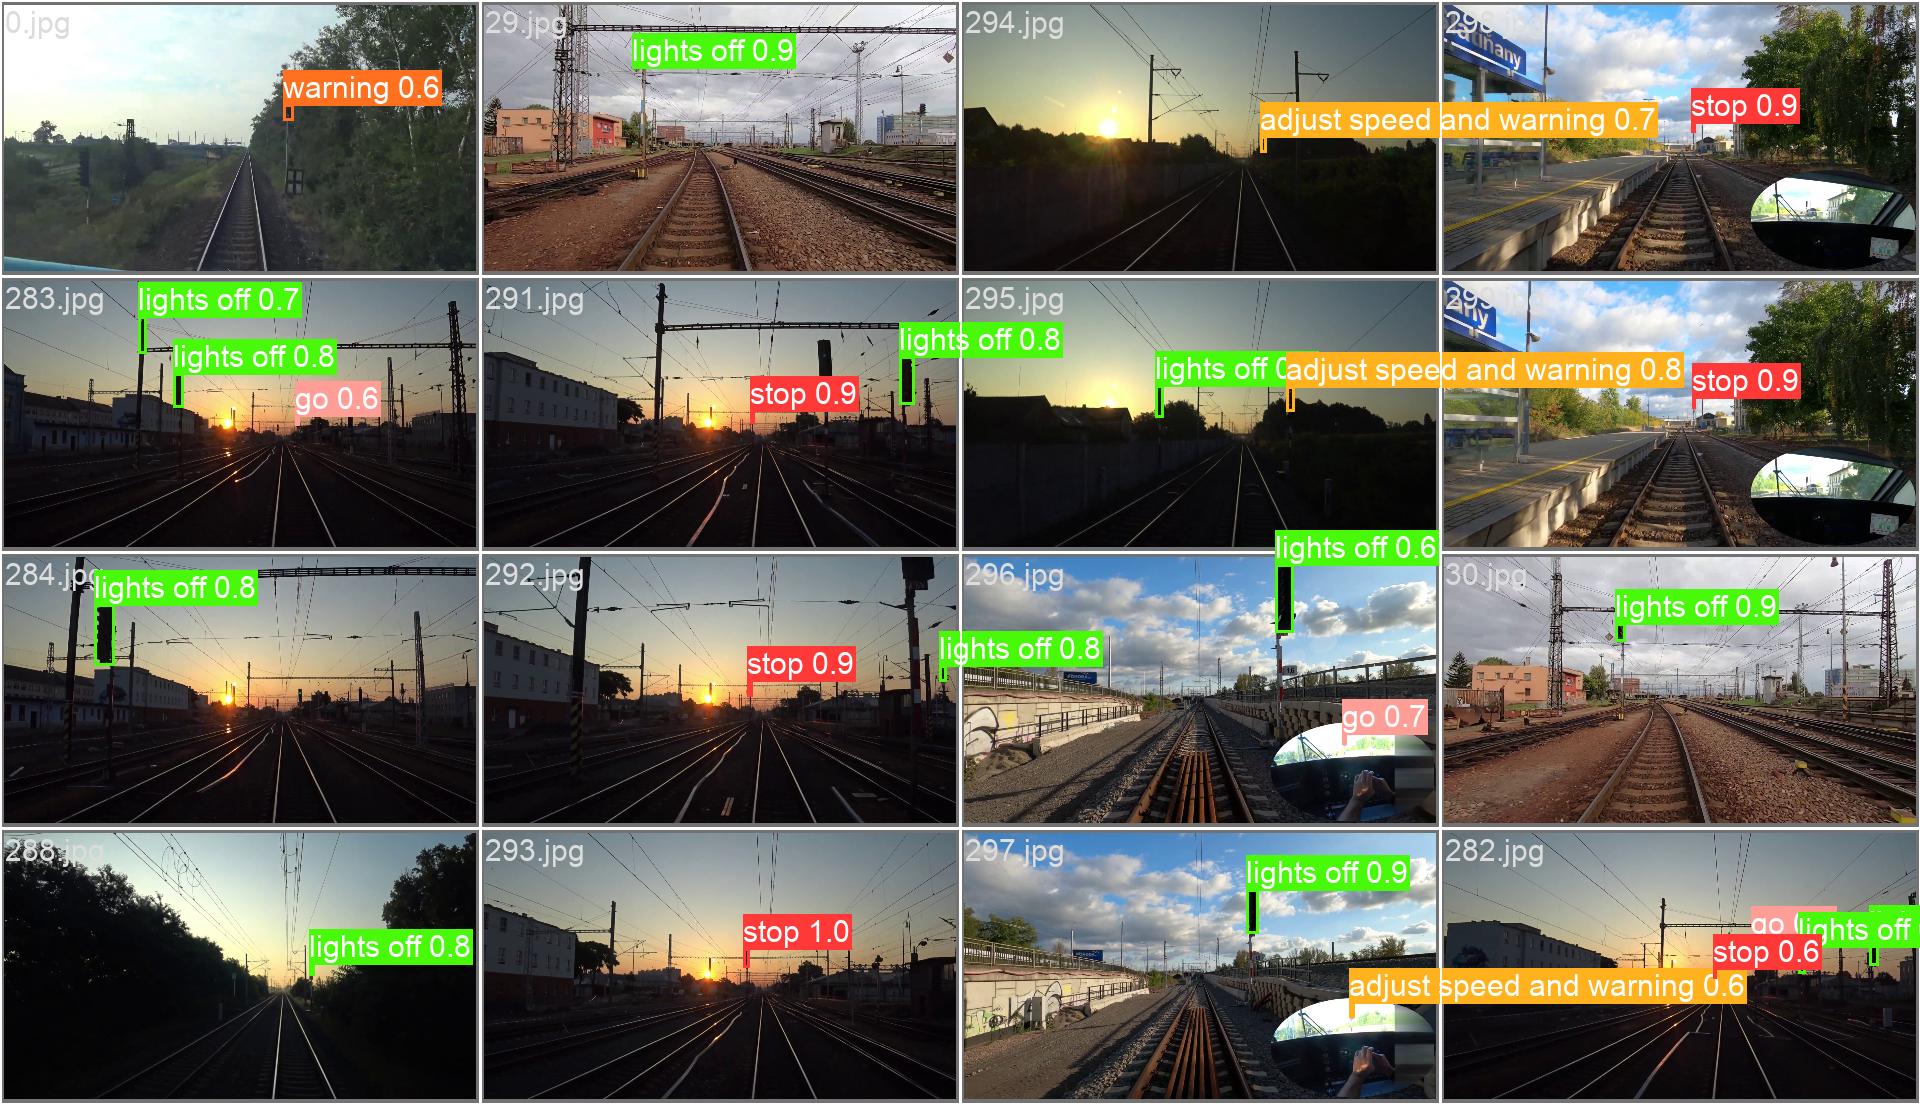 0.jpg
warning 0.6
29.jpg
lights off 0.9
294.jpg
adjust speed and warning 0.7
stop 0.9
283.jpg
lights off 0.7
lights off 0.8
go 0.6
291.jpg
lights off 0.8
stop 0.9
295.jpg
lights off
adjust speed and warning 0.8
stop 0.9
284.jpg
lights off 0.8
292.jpg
stop 0.9
lights off 0.8
296.jpg
lights off 0.6
go 0.7
30.jpg
lights off 0.9
288.jpg
lights off 0.8
293.jpg
stop 1.0
297.jpg
lights off 0.9
adjust speed and warning 0.6
282.jpg
go
lights off
stop 0.6